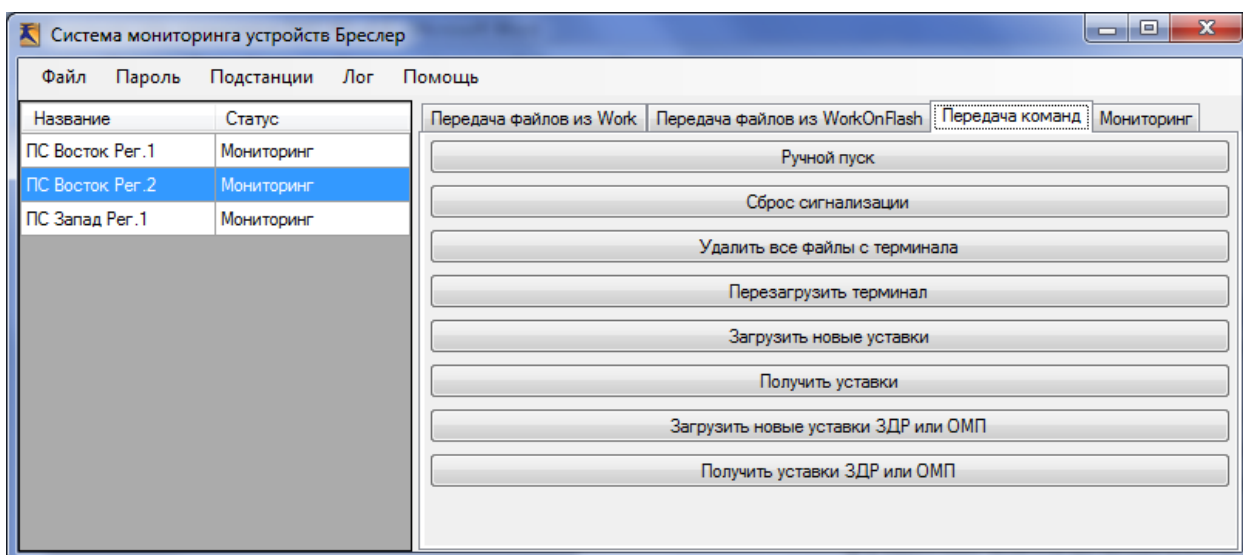 Система мониторинга устройств Бреслер
Файл Пароль Подстанции Лог Помощь
Название Статус
ПС Восток Рег.1 Мониторинг
ПС Восток Рег.2 Мониторинг
ПС Запад Рег.1 Мониторинг
Передача файлов из Work Передача файлов из WorkOnFlash Передача команд Мониторинг
Ручной пуск
Сброс сигнализации
Удалить все файлы с терминала
Перезагрузить терминал
Загрузить новые уставки
Получить уставки
Загрузить новые уставки ЗДР или ОМП
Получить уставки ЗДР или ОМП